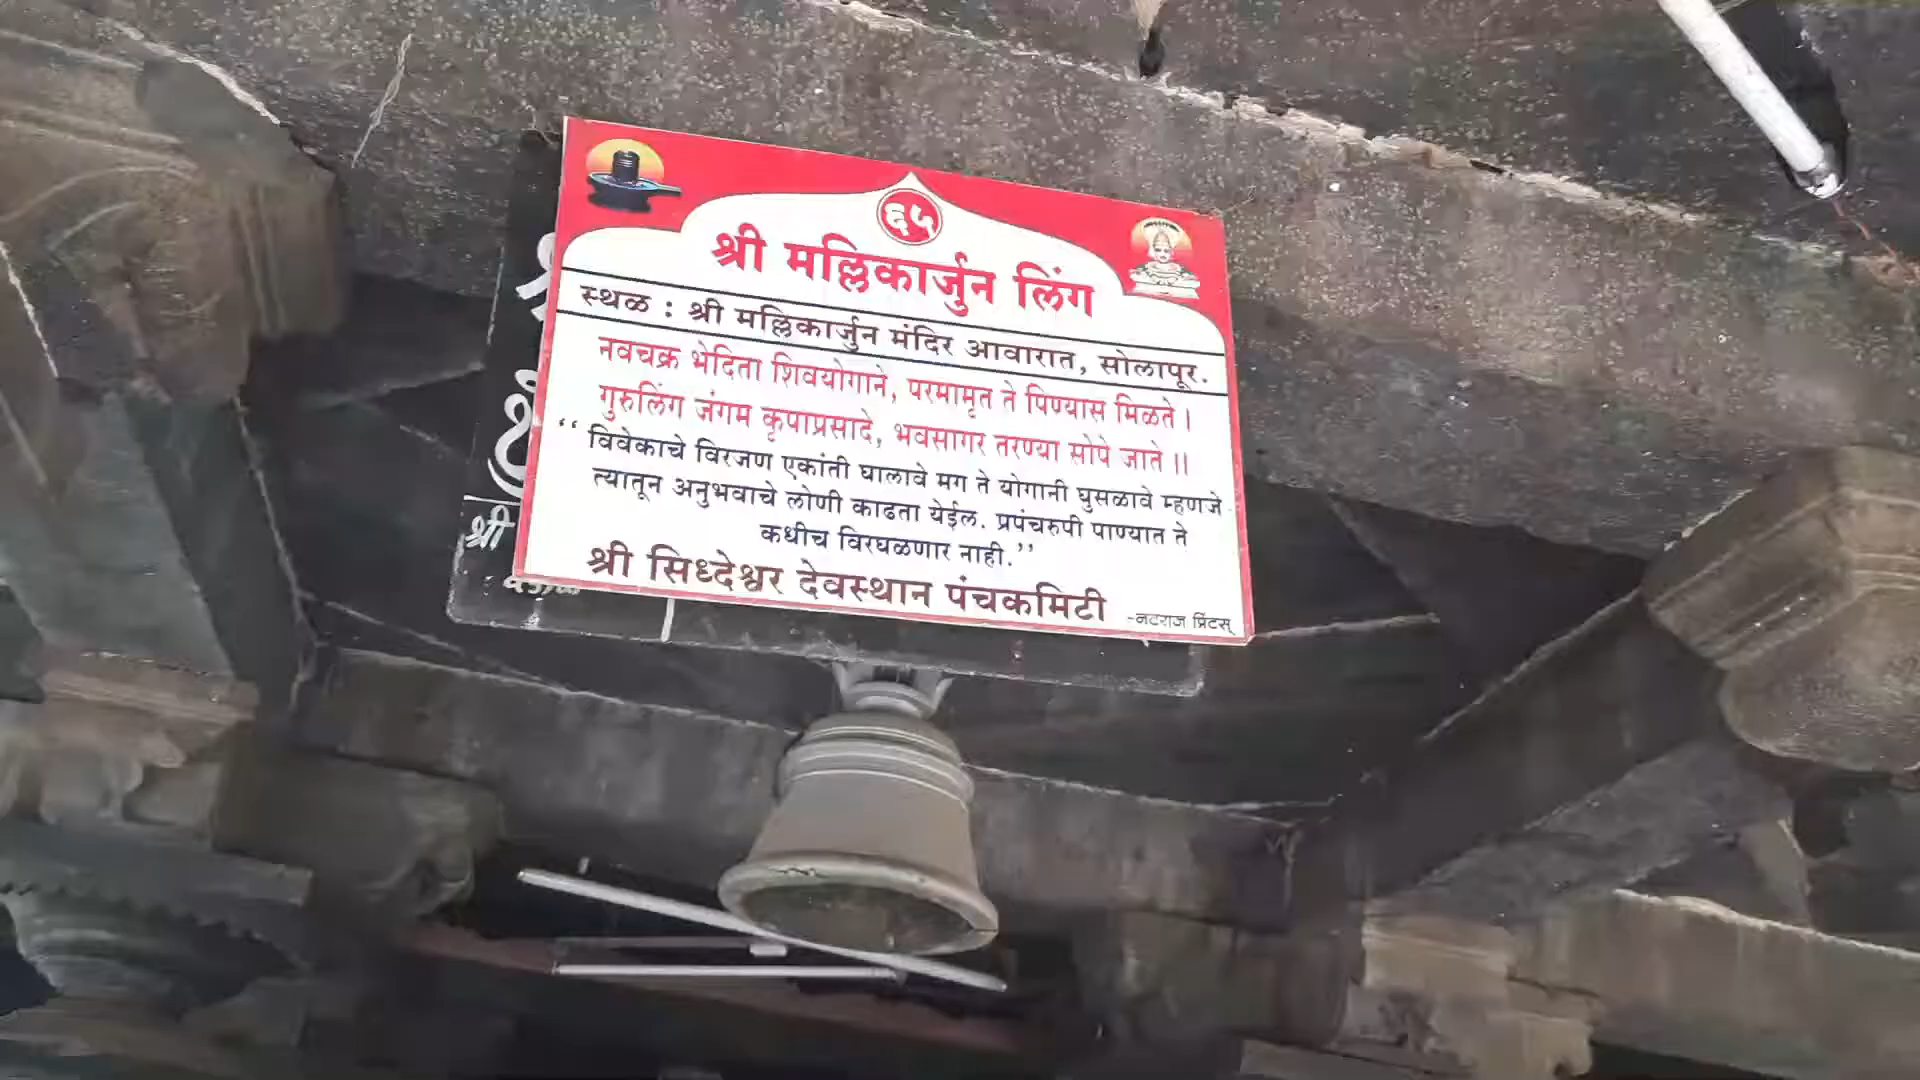 ६५
श्री मल्लिकार्जुन लिंग
स्थळ : श्री मल्लिकार्जुन मंदिर आवारात, सोलापूर.
नवचक्र भेदिता शिवयोगाने, परमामृत ते पिण्यास मिळते ।
गुरुलिंग जंगम कृपाप्रसादे, भवसागर तरण्या सोपे जाते ।।
‘‘ विवेकाचे विरजण एकांती घालावे मग ते योगानी घुसळावे म्हणजे
त्यातून अनुभवाचे लोणी काढता येईल. प्रपंचरुपी पाण्यात ते
कधीच विरघळणार नाही.’’
श्री सिध्देश्वर देवस्थान पंचकमिटी
-नटराज प्रिंटस्
श्री